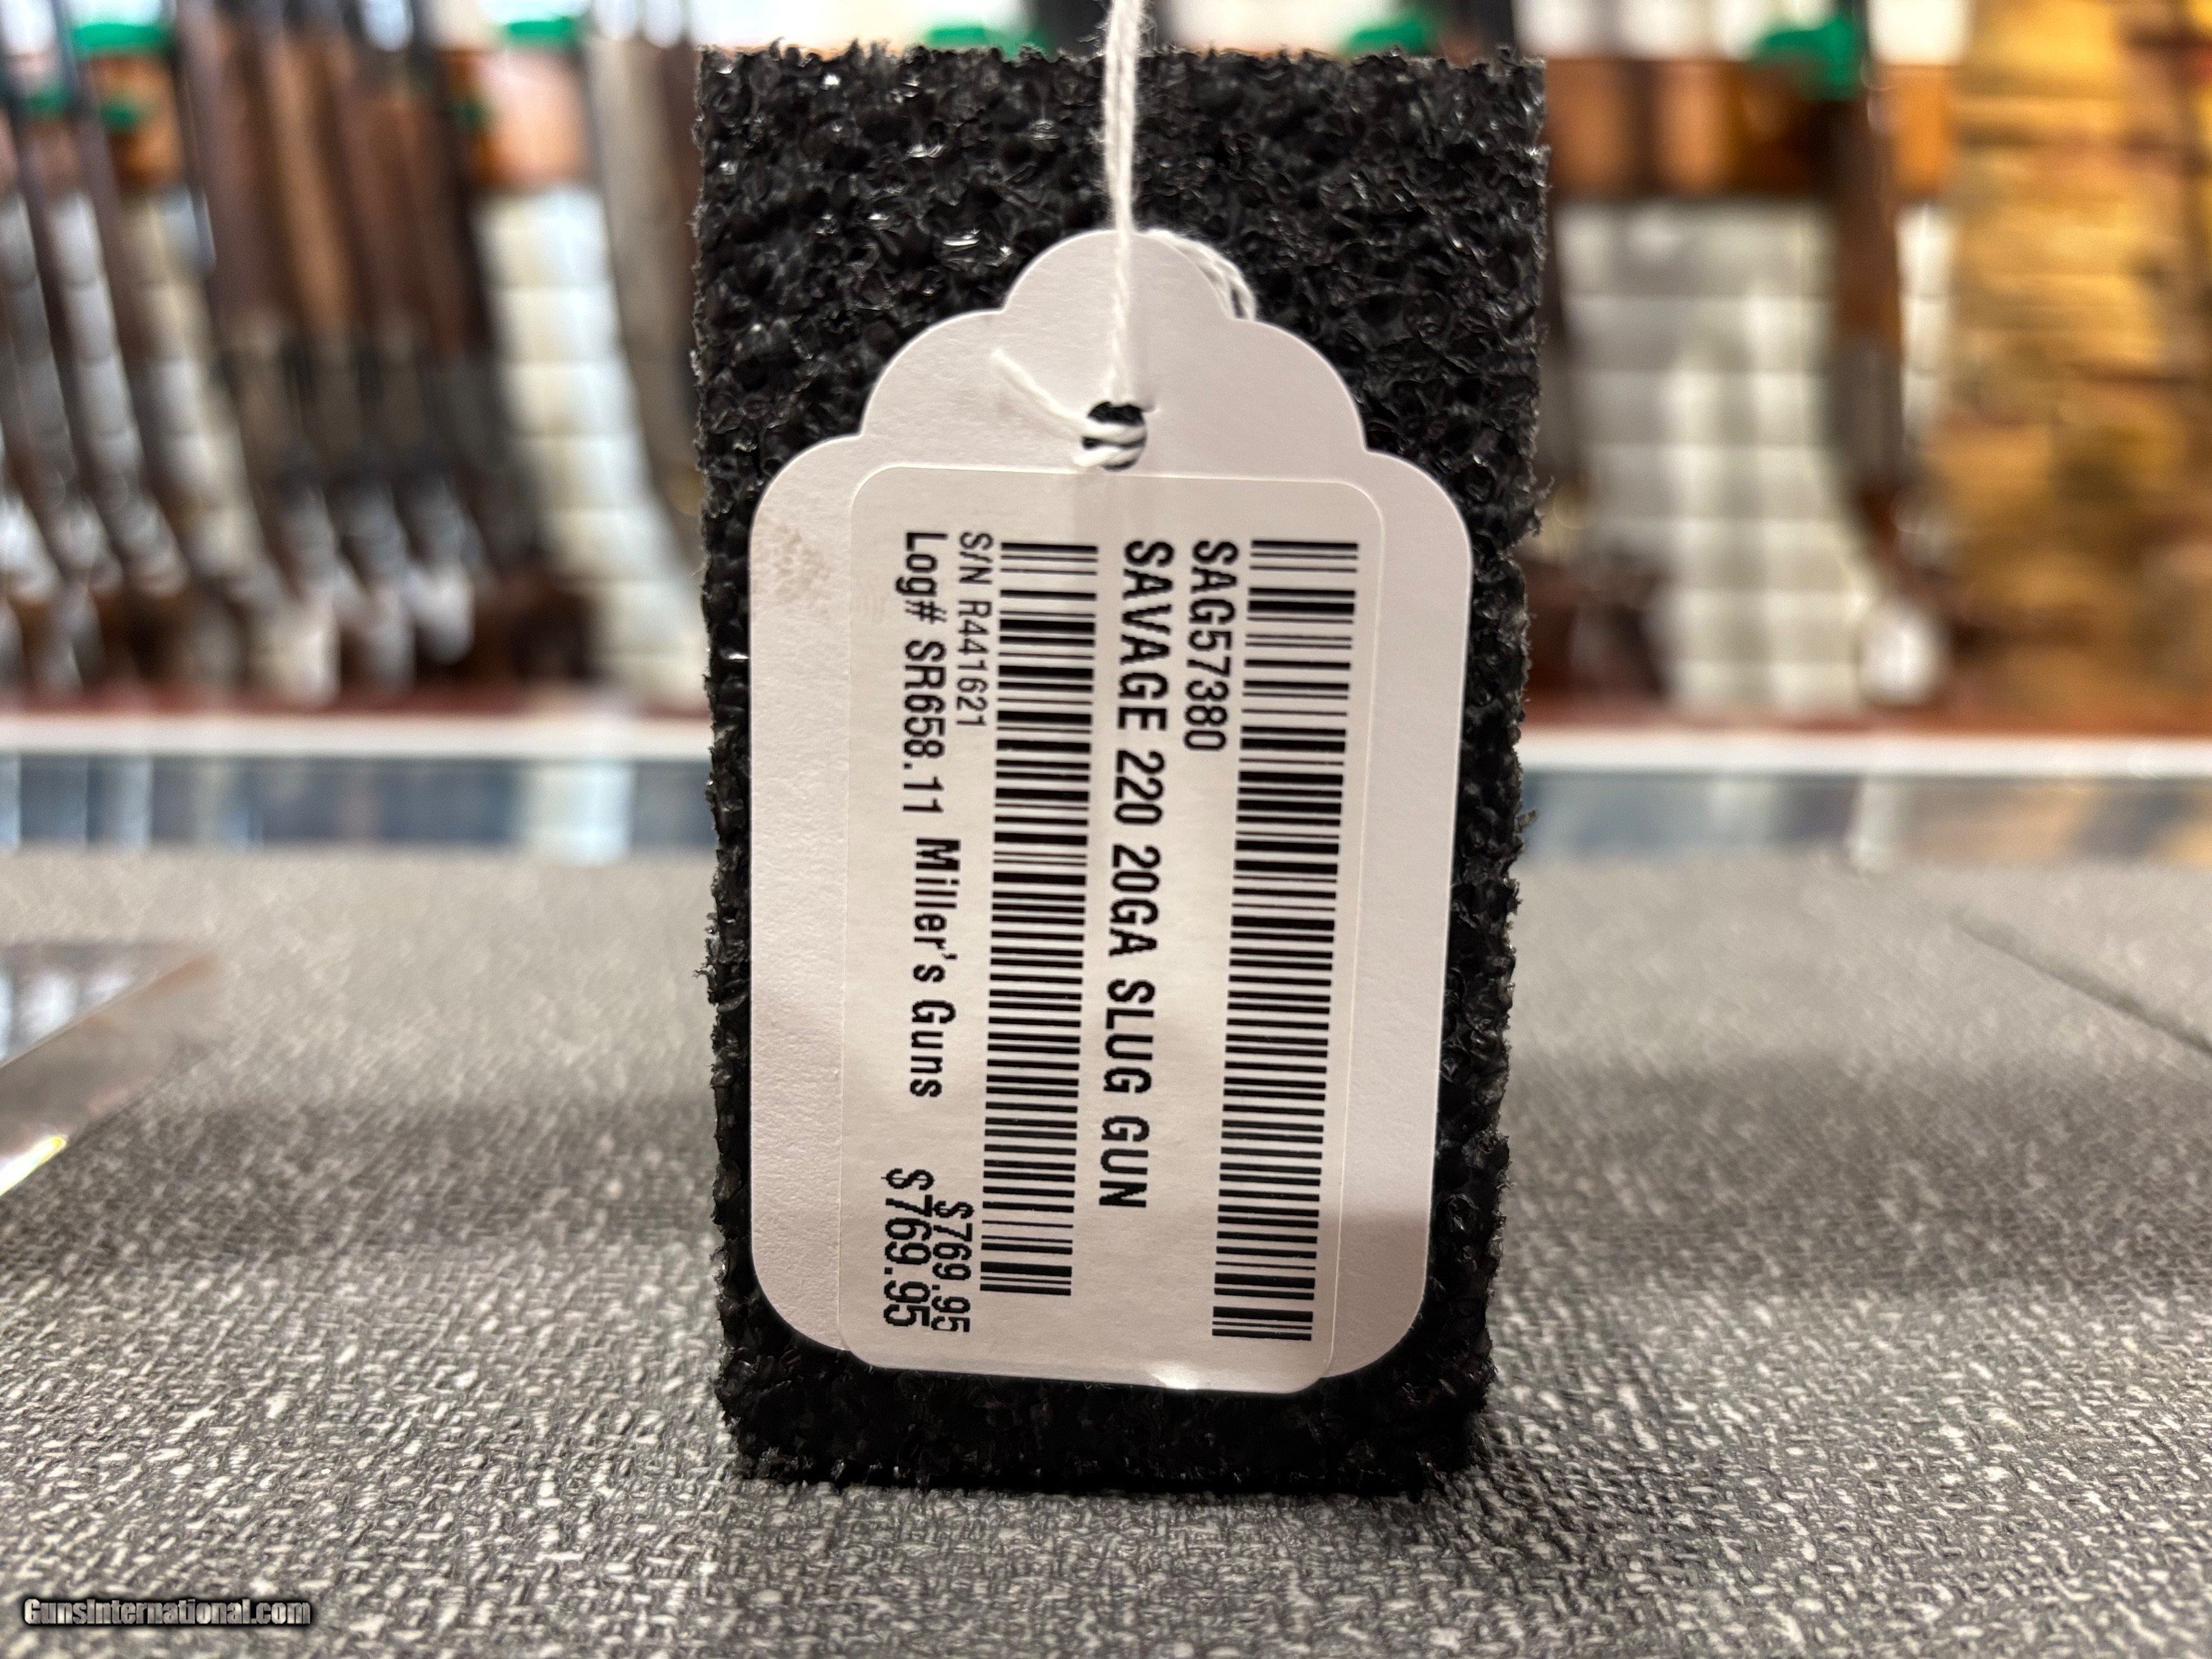 SAG57380
SAVAGE 220 20GA SLUG GUN
S/N R441621
$769.95
Log# SR658.11 Miller's Guns $769.95
GunsInternational.com